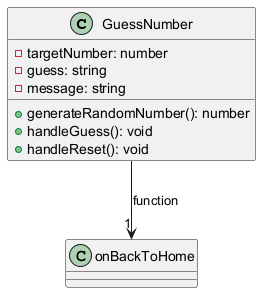 C GuessNumber
targetNumber: number
guess: string
message: string
generateRandomNumber(): number
handleGuess(): void
handleReset(): void
function
1
C onBackToHome